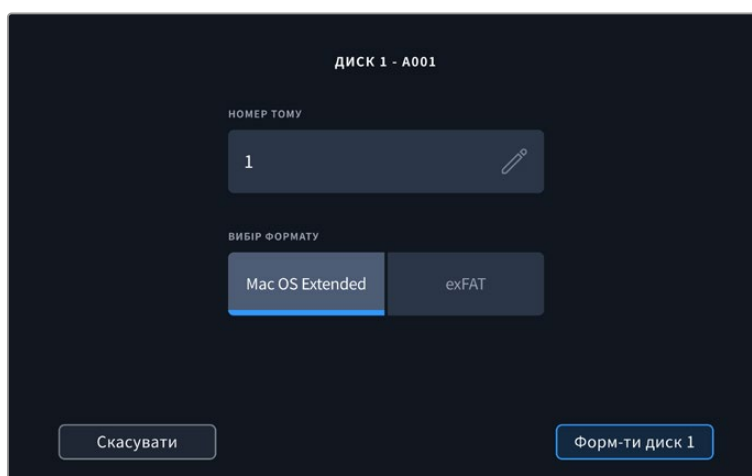 ДИСК 1 - A001
НОМЕР ТОМУ
1
ВИБІР ФОРМАТУ
Mac OS Extended
exFAT
Скасувати
Форм-ти диск 1